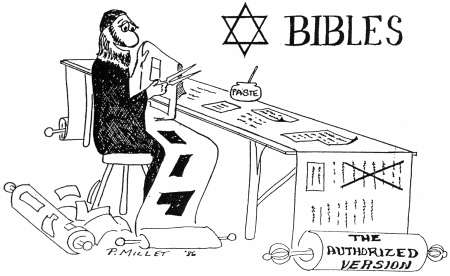 BIBLES
PASTE
P. MILLET '86
THE
AUTHORIZED
VERSION